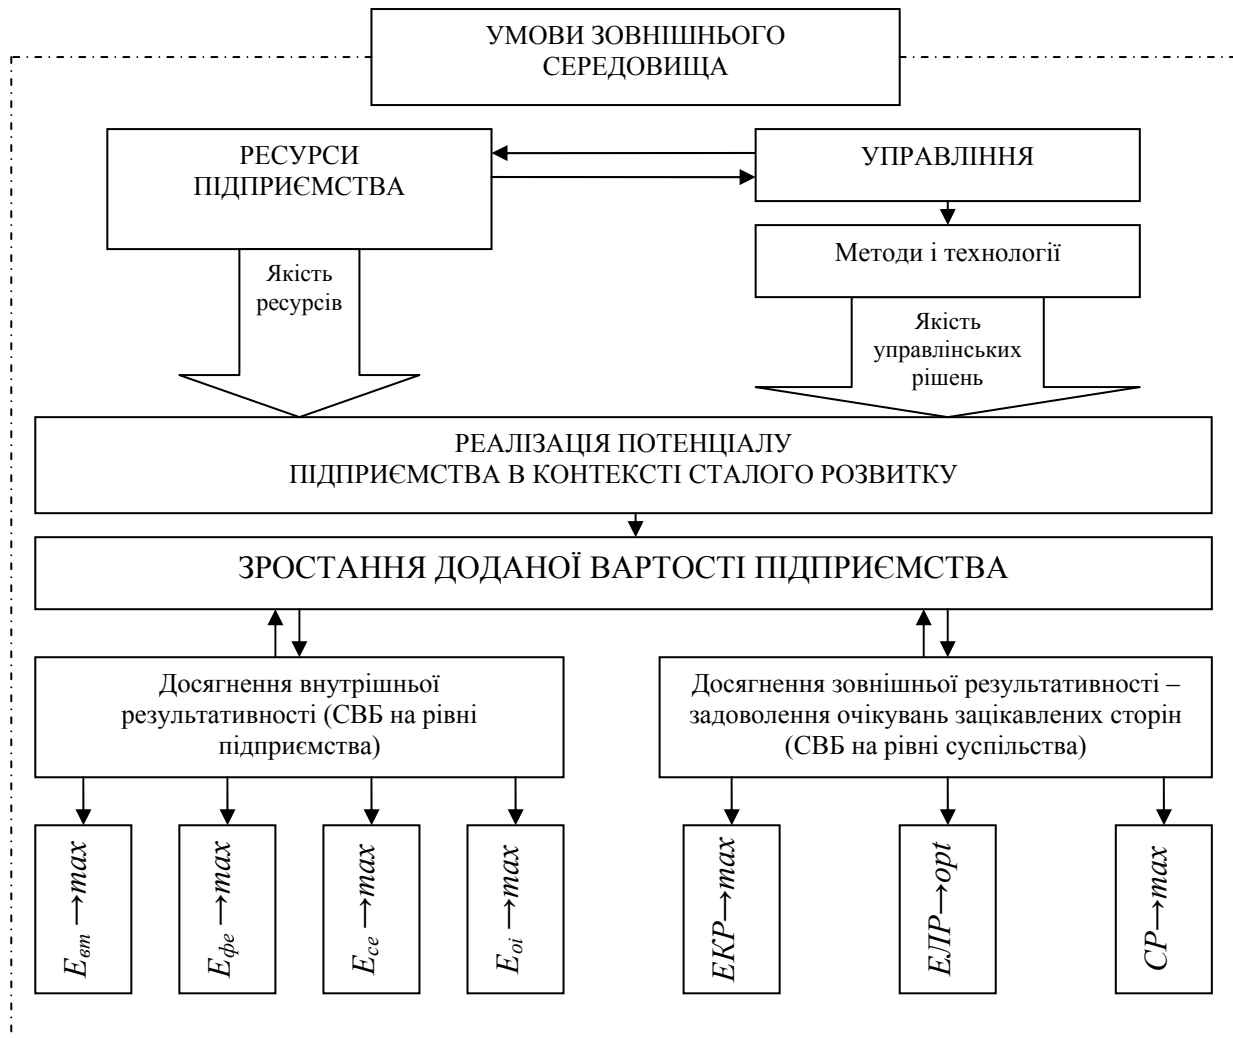 УМОВИ ЗОВНІШНЬОГО
СЕРЕДОВИЩА
РЕСУРСИ
ПІДПРИЄМСТВА
УПРАВЛІННЯ
Методи і технології
Якість
ресурсів
Якість
управлінських
рішень
РЕАЛІЗАЦІЯ ПОТЕНЦІАЛУ
ПІДПРИЄМСТВА В КОНТЕКСТІ СТАЛОГО РОЗВИТКУ
ЗРОСТАННЯ ДОДАНОЇ ВАРТОСТІ ПІДПРИЄМСТВА
Досягнення внутрішньої
результативності (СВБ на рівні
підприємства)
Досягнення зовнішньої результативності –
задоволення очікувань зацікавлених сторін
(СВБ на рівні суспільства)
Eвт→max
Eфе→max
Eсе→max
Eоі→max
ЕКР→max
ЕЛР→opt
СР→max